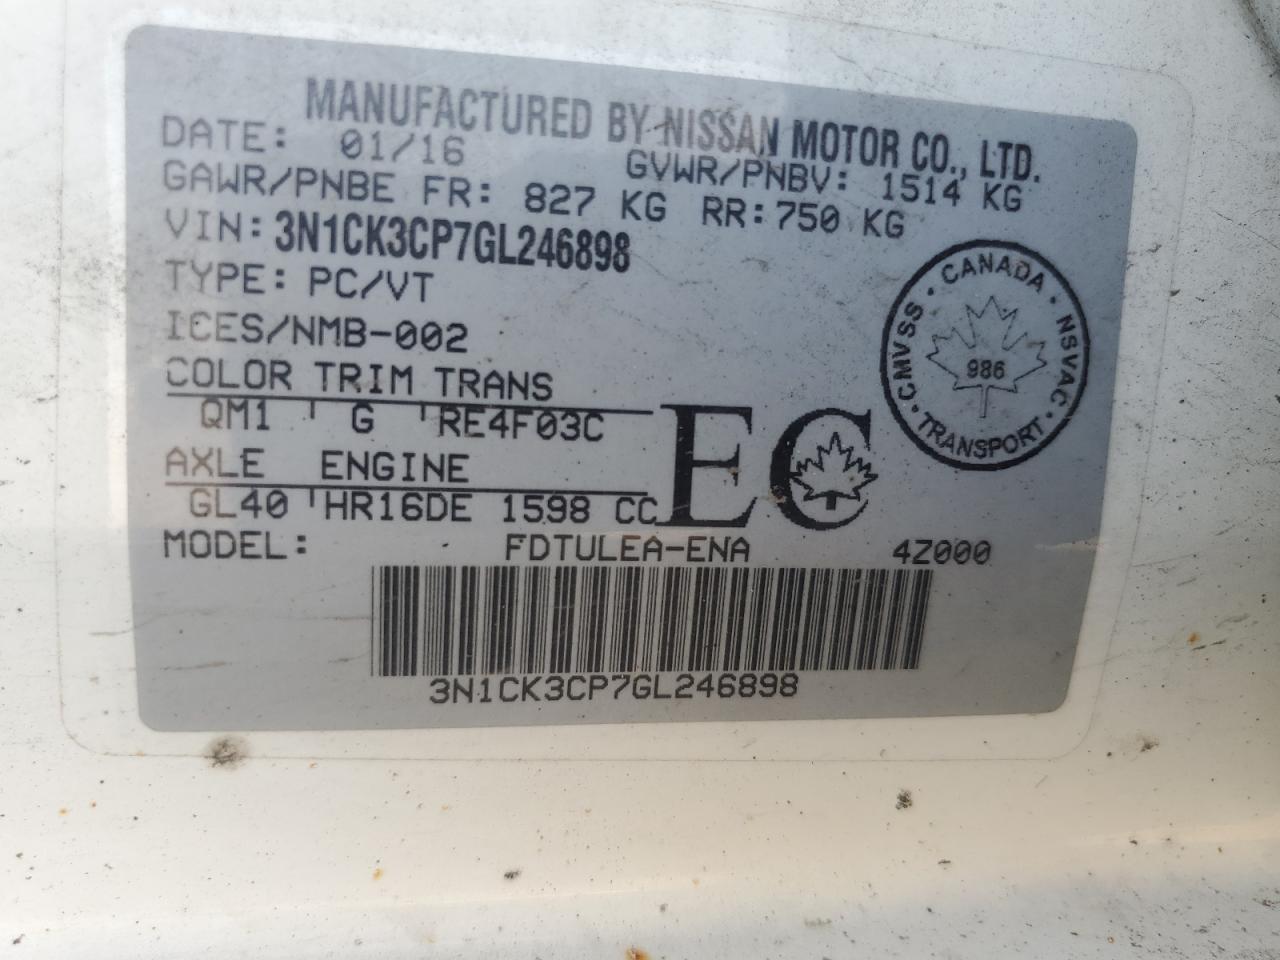 MANUFACTURED BY NISSAN MOTOR CO., LTD.
DATE: 01/16 GVWR/PNBV: 1514 KG
GAWR/PNBE FR: 827 KG RR: 750 KG
VIN: 3N1CK3CP7GL246898
TYPE: PC/VT
ICES/NMB-002
COLOR TRIM TRANS
QM1 G RE4F03C
AXLE ENGINE
GL40 HR16DE 1598 CC
EC
CANADA · NSVAC · TRANSPORT · CMVSS ·
986
MODEL: FDTULEA-ENA 4Z000
3N1CK3CP7GL246898